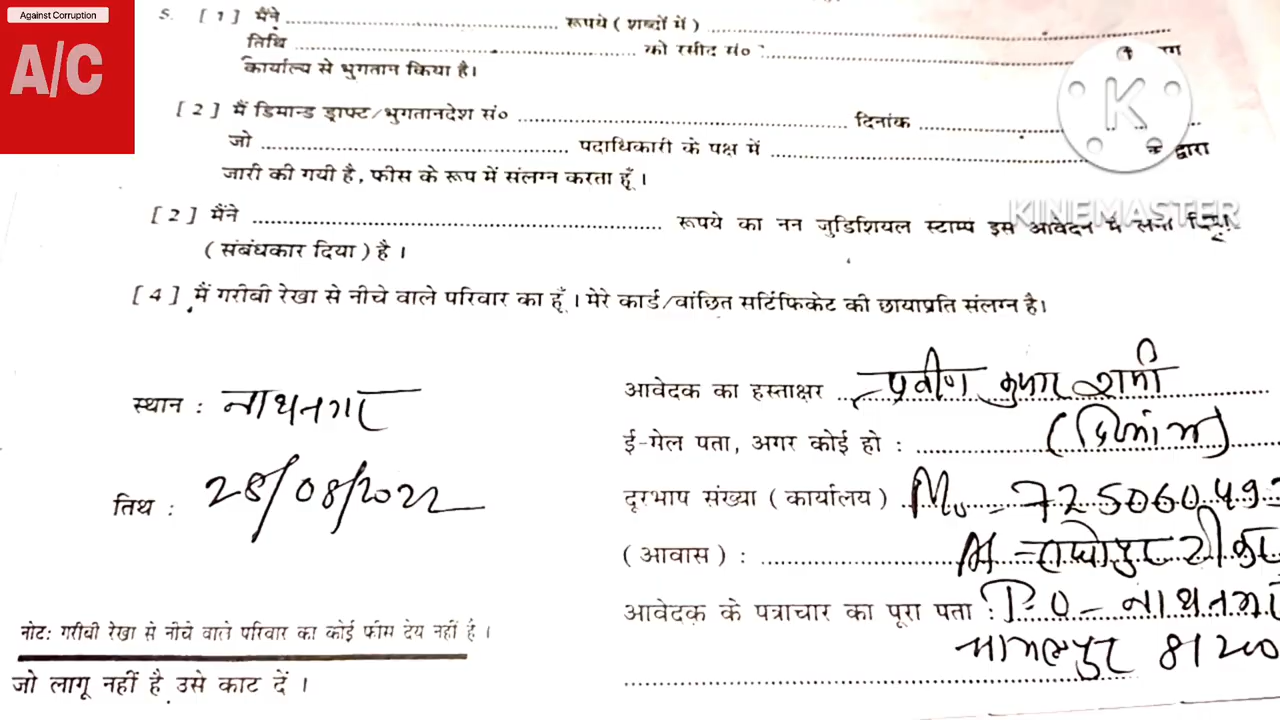 Against Corruption
A/C
5. [ 1 ] मैंने .......... रूपये ( शब्दों में ) ..........
तिथि .......... को रसीद सं० ..........
कार्यालय से भुगतान किया है।
[ 2 ] मैं डिमान्ड ड्राफ्ट/भुगतानदेश सं० .......... दिनांक ..........
जो .......... पदाधिकारी के पक्ष में .......... के द्वारा
जारी की गयी है, फीस के रूप में संलग्न करता हूँ ।
[ 2 ] मैंने .......... रूपये का नन जुडिशियल स्टाम्प इस आवेदन में
( संबंधकार दिया ) है ।
[ 4 ] मैं गरीबी रेखा से नीचे वाले परिवार का हूँ । मेरे कार्ड/वांछित सर्टिफिकेट की छायाप्रति संलग्न है।
K
KINEMASTER
आवेदक का हस्ताक्षर प्रवीण कुमार शर्मा
स्थान : नाथनगर
ई-मेल पता, अगर कोई हो :
दूरभाष संख्या ( कार्यालय ) M. - 725060493
तिथ : 28/08/2022
( आवास ) :
आवेदक के पत्राचार का पूरा पता : P.O - नाथनगर
भागलपुर 81200
नोट: गरीबी रेखा से नीचे वाले परिवार का कोई फीस देय नहीं है ।
जो लागू नहीं है उसे काट दें ।